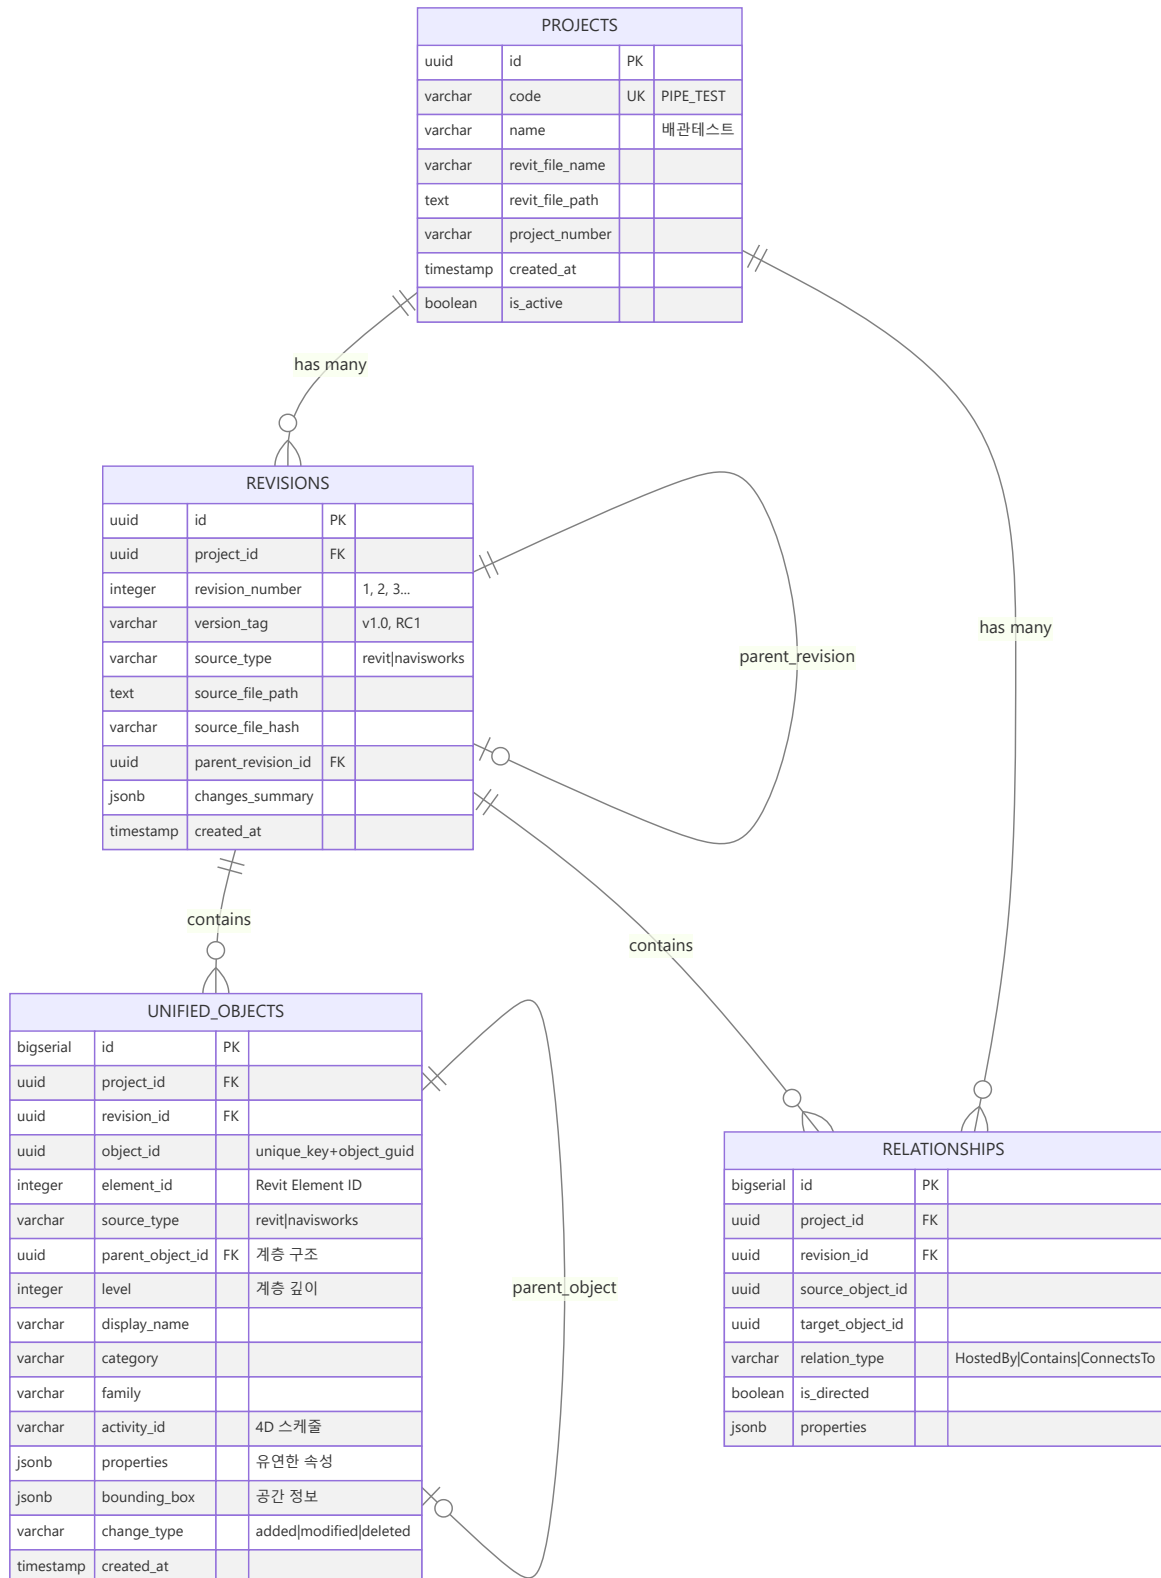 PROJECTS
uuid id PK
varchar code UK PIPE_TEST
varchar name 배관테스트
varchar revit_file_name
text revit_file_path
varchar project_number
timestamp created_at
boolean is_active
has many
REVISIONS
uuid id PK
uuid project_id FK
integer revision_number 1, 2, 3...
varchar version_tag v1.0, RC1
varchar source_type revit|navisworks
text source_file_path
varchar source_file_hash
uuid parent_revision_id FK
jsonb changes_summary
timestamp created_at
parent_revision
has many
contains
contains
UNIFIED_OBJECTS
bigserial id PK
uuid project_id FK
uuid revision_id FK
uuid object_id unique_key+object_guid
integer element_id Revit Element ID
varchar source_type revit|navisworks
uuid parent_object_id FK 계층 구조
integer level 계층 깊이
varchar display_name
varchar category
varchar family
varchar activity_id 4D 스케줄
jsonb properties 유연한 속성
jsonb bounding_box 공간 정보
varchar change_type added|modified|deleted
timestamp created_at
parent_object
RELATIONSHIPS
bigserial id PK
uuid project_id FK
uuid revision_id FK
uuid source_object_id
uuid target_object_id
varchar relation_type HostedBy|Contains|ConnectsTo
boolean is_directed
jsonb properties